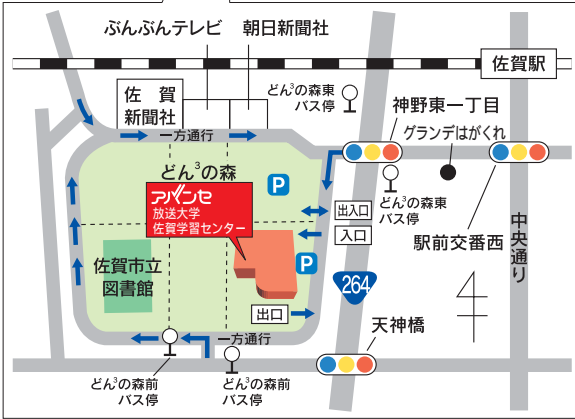 ぶんぶんテレビ
朝日新聞社
佐賀駅
佐賀
新聞社
どん³の森東
バス停
神野東一丁目
グランデはがくれ
一方通行
どん³の森
P
アバンセ
放送大学
佐賀学習センター
出入口
入口
どん³の森東
バス停
駅前交番西
中央通り
佐賀市立
図書館
P
264
出口
天神橋
一方通行
どん³の森前
バス停
どん³の森前
バス停